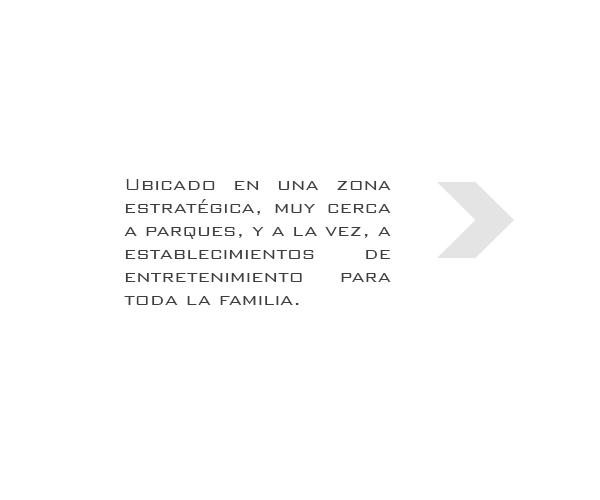 Ubicado en una zona
estratégica, muy cerca
a parques, y a la vez, a
establecimientos de
entretenimiento para
toda la familia.